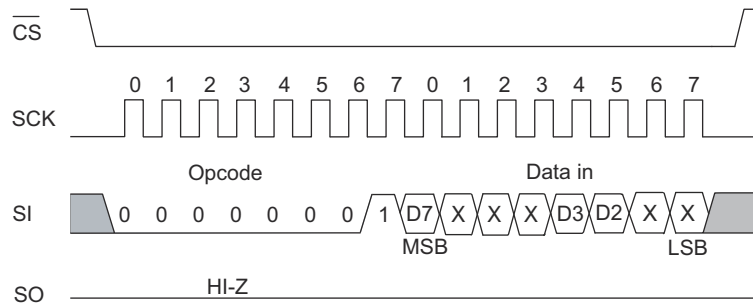 CS
0 1 2 3 4 5 6 7 0 1 2 3 4 5 6 7
SCK
Opcode Data in
SI 0 0 0 0 0 0 0 1 D7 X X X D3 D2 X X
MSB LSB
HI-Z
SO